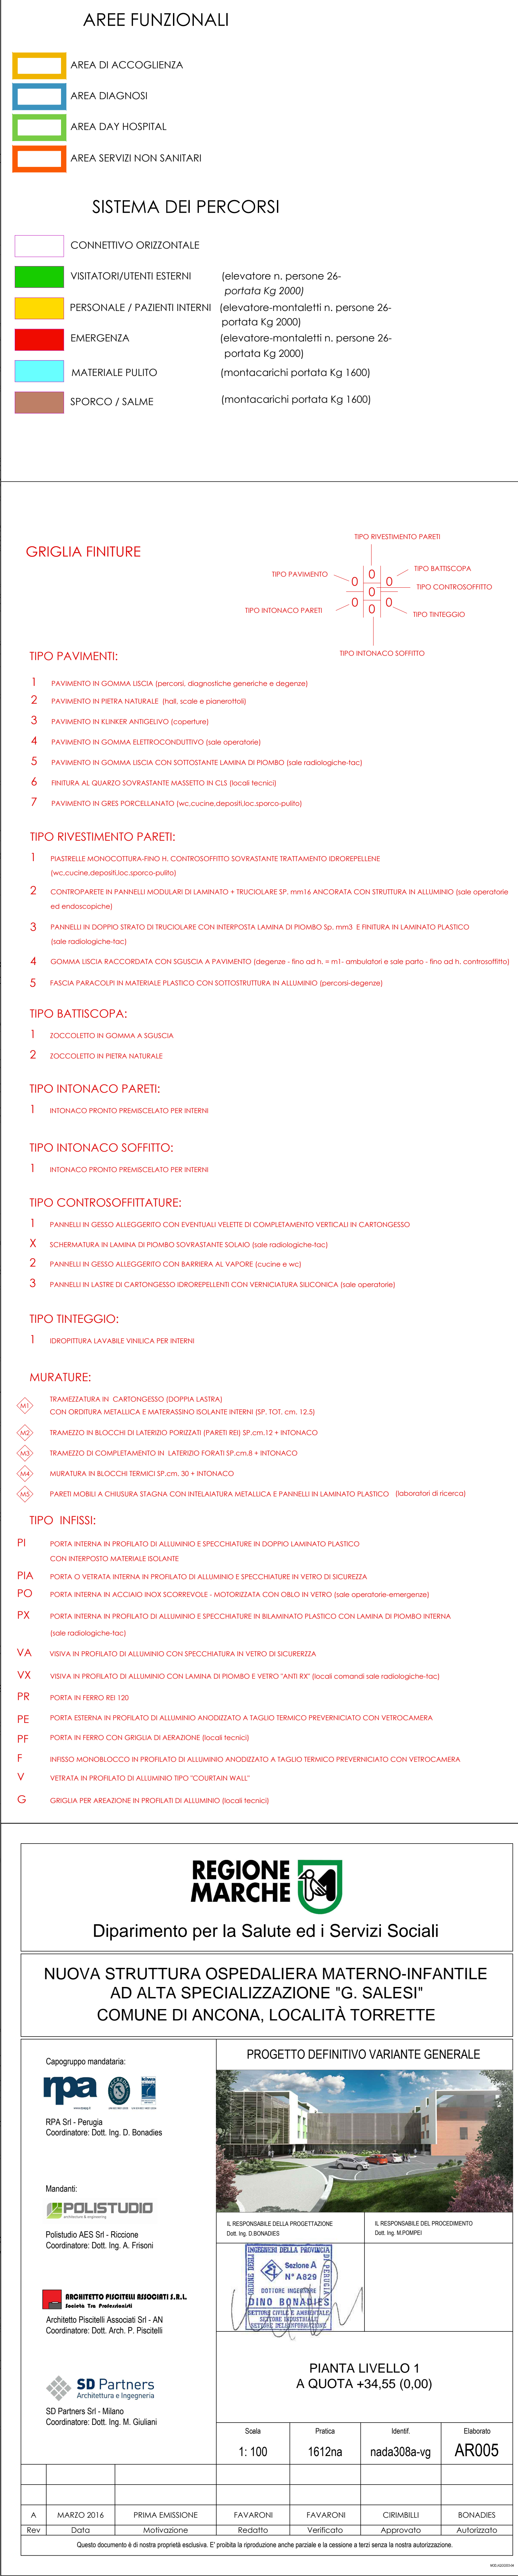 AREE FUNZIONALI
AREA DI ACCOGLIENZA
AREA DIAGNOSI
AREA DAY HOSPITAL
AREA SERVIZI NON SANITARI
SISTEMA DEI PERCORSI
CONNETTIVO ORIZZONTALE
VISITATORI/UTENTI ESTERNI (elevatore n. persone 26-
portata Kg 2000)
PERSONALE / PAZIENTI INTERNI (elevatore-montaletti n. persone 26-
portata Kg 2000)
EMERGENZA (elevatore-montaletti n. persone 26-
portata Kg 2000)
MATERIALE PULITO (montacarichi portata Kg 1600)
SPORCO / SALME (montacarichi portata Kg 1600)
GRIGLIA FINITURE
TIPO RIVESTIMENTO PARETI
TIPO PAVIMENTO
TIPO BATTISCOPA
TIPO CONTROSOFFITTO
TIPO INTONACO PARETI
TIPO TINTEGGIO
TIPO INTONACO SOFFITTO
0
0 0
0
0 0
0
TIPO PAVIMENTI:
1 PAVIMENTO IN GOMMA LISCIA (percorsi, diagnostiche generiche e degenze)
2 PAVIMENTO IN PIETRA NATURALE (hall, scale e pianerottoli)
3 PAVIMENTO IN KLINKER ANTIGELIVO (coperture)
4 PAVIMENTO IN GOMMA ELETTROCONDUTTIVO (sale operatorie)
5 PAVIMENTO IN GOMMA LISCIA CON SOTTOSTANTE LAMINA DI PIOMBO (sale radiologiche-tac)
6 FINITURA AL QUARZO SOVRASTANTE MASSETTO IN CLS (locali tecnici)
7 PAVIMENTO IN GRES PORCELLANATO (wc,cucine,depositi,loc.sporco-pulito)
TIPO RIVESTIMENTO PARETI:
1 PIASTRELLE MONOCOTTURA-FINO H. CONTROSOFFITTO SOVRASTANTE TRATTAMENTO IDROREPELLENE
(wc,cucine,depositi,loc.sporco-pulito)
2 CONTROPARETE IN PANNELLI MODULARI DI LAMINATO + TRUCIOLARE SP. mm16 ANCORATA CON STRUTTURA IN ALLUMINIO (sale operatorie
ed endoscopiche)
3 PANNELLI IN DOPPIO STRATO DI TRUCIOLARE CON INTERPOSTA LAMINA DI PIOMBO Sp. mm3 E FINITURA IN LAMINATO PLASTICO
(sale radiologiche-tac)
4 GOMMA LISCIA RACCORDATA CON SGUSCIA A PAVIMENTO (degenze - fino ad h. = m1- ambulatori e sale parto - fino ad h. controsoffitto)
5 FASCIA PARACOLPI IN MATERIALE PLASTICO CON SOTTOSTRUTTURA IN ALLUMINIO (percorsi-degenze)
TIPO BATTISCOPA:
1 ZOCCOLETTO IN GOMMA A SGUSCIA
2 ZOCCOLETTO IN PIETRA NATURALE
TIPO INTONACO PARETI:
1 INTONACO PRONTO PREMISCELATO PER INTERNI
TIPO INTONACO SOFFITTO:
1 INTONACO PRONTO PREMISCELATO PER INTERNI
TIPO CONTROSOFFITTATURE:
1 PANNELLI IN GESSO ALLEGGERITO CON EVENTUALI VELETTE DI COMPLETAMENTO VERTICALI IN CARTONGESSO
X SCHERMATURA IN LAMINA DI PIOMBO SOVRASTANTE SOLAIO (sale radiologiche-tac)
2 PANNELLI IN GESSO ALLEGGERITO CON BARRIERA AL VAPORE (cucine e wc)
3 PANNELLI IN LASTRE DI CARTONGESSO IDROREPELLENTI CON VERNICIATURA SILICONICA (sale operatorie)
TIPO TINTEGGIO:
1 IDROPITTURA LAVABILE VINILICA PER INTERNI
MURATURE:
M1 TRAMEZZATURA IN CARTONGESSO (DOPPIA LASTRA)
CON ORDITURA METALLICA E MATERASSINO ISOLANTE INTERNI (SP. TOT. cm. 12,5)
M2 TRAMEZZO IN BLOCCHI DI LATERIZIO PORIZZATI (PARETI REI) SP.cm.12 + INTONACO
M3 TRAMEZZO DI COMPLETAMENTO IN LATERIZIO FORATI SP.cm.8 + INTONACO
M4 MURATURA IN BLOCCHI TERMICI SP.cm. 30 + INTONACO
M5 PARETI MOBILI A CHIUSURA STAGNA CON INTELAIATURA METALLICA E PANNELLI IN LAMINATO PLASTICO (laboratori di ricerca)
TIPO INFISSI:
PI PORTA INTERNA IN PROFILATO DI ALLUMINIO E SPECCHIATURE IN DOPPIO LAMINATO PLASTICO
CON INTERPOSTO MATERIALE ISOLANTE
PIA PORTA O VETRATA INTERNA IN PROFILATO DI ALLUMINIO E SPECCHIATURE IN VETRO DI SICUREZZA
PO PORTA INTERNA IN ACCIAIO INOX SCORREVOLE - MOTORIZZATA CON OBLO IN VETRO (sale operatorie-emergenze)
PX PORTA INTERNA IN PROFILATO DI ALLUMINIO E SPECCHIATURE IN BILAMINATO PLASTICO CON LAMINA DI PIOMBO INTERNA
(sale radiologiche-tac)
VA VISIVA IN PROFILATO DI ALLUMINIO CON SPECCHIATURA IN VETRO DI SICURERZZA
VX VISIVA IN PROFILATO DI ALLUMINIO CON LAMINA DI PIOMBO E VETRO "ANTI RX" (locali comandi sale radiologiche-tac)
PR PORTA IN FERRO REI 120
PE PORTA ESTERNA IN PROFILATO DI ALLUMINIO ANODIZZATO A TAGLIO TERMICO PREVERNICIATO CON VETROCAMERA
PF PORTA IN FERRO CON GRIGLIA DI AERAZIONE (locali tecnici)
F INFISSO MONOBLOCCO IN PROFILATO DI ALLUMINIO ANODIZZATO A TAGLIO TERMICO PREVERNICIATO CON VETROCAMERA
V VETRATA IN PROFILATO DI ALLUMINIO TIPO "COURTAIN WALL"
G GRIGLIA PER AREAZIONE IN PROFILATI DI ALLUMINIO (locali tecnici)
REGIONE
MARCHE
Diparimento per la Salute ed i Servizi Sociali
NUOVA STRUTTURA OSPEDALIERA MATERNO-INFANTILE
AD ALTA SPECIALIZZAZIONE "G. SALESI"
COMUNE DI ANCONA, LOCALITÀ TORRETTE
Capogruppo mandataria:
rpa
RPA Srl - Perugia
Coordinatore: Dott. Ing. D. Bonadies
Mandanti:
POLISTUDIO
architecture & engineering
Polistudio AES Srl - Riccione
Coordinatore: Dott. Ing. A. Frisoni
ARCHITETTO PISCITELLI ASSOCIATI S.R.L.
Società Tra Professionisti
Architetto Piscitelli Associati Srl - AN
Coordinatore: Dott. Arch. P. Piscitelli
SD Partners
Architettura e Ingegneria
SD Partners Srl - Milano
Coordinatore: Dott. Ing. M. Giuliani
PROGETTO DEFINITIVO VARIANTE GENERALE
IL RESPONSABILE DELLA PROGETTAZIONE
Dott. Ing. D.BONADIES
IL RESPONSABILE DEL PROCEDIMENTO
Dott. Ing. M.POMPEI
INGEGNERI DELLA PROVINCIA
DI PERUGIA
Sezione A
N° A829
DOTTORE INGEGNERE
DINO BONADIES
SETTORE CIVILE E AMBIENTALE
SETTORE INDUSTRIALE
SETTORE DELL'INFORMAZIONE
PIANTA LIVELLO 1
A QUOTA +34,55 (0,00)
Scala Pratica Identif. Elaborato
1: 100 1612na nada308a-vg AR005
A MARZO 2016 PRIMA EMISSIONE FAVARONI FAVARONI CIRIMBILLI BONADIES
Rev Data Motivazione Redatto Verificato Approvato Autorizzato
Questo documento è di nostra proprietà esclusiva. E' proibita la riproduzione anche parziale e la cessione a terzi senza la nostra autorizzazione.